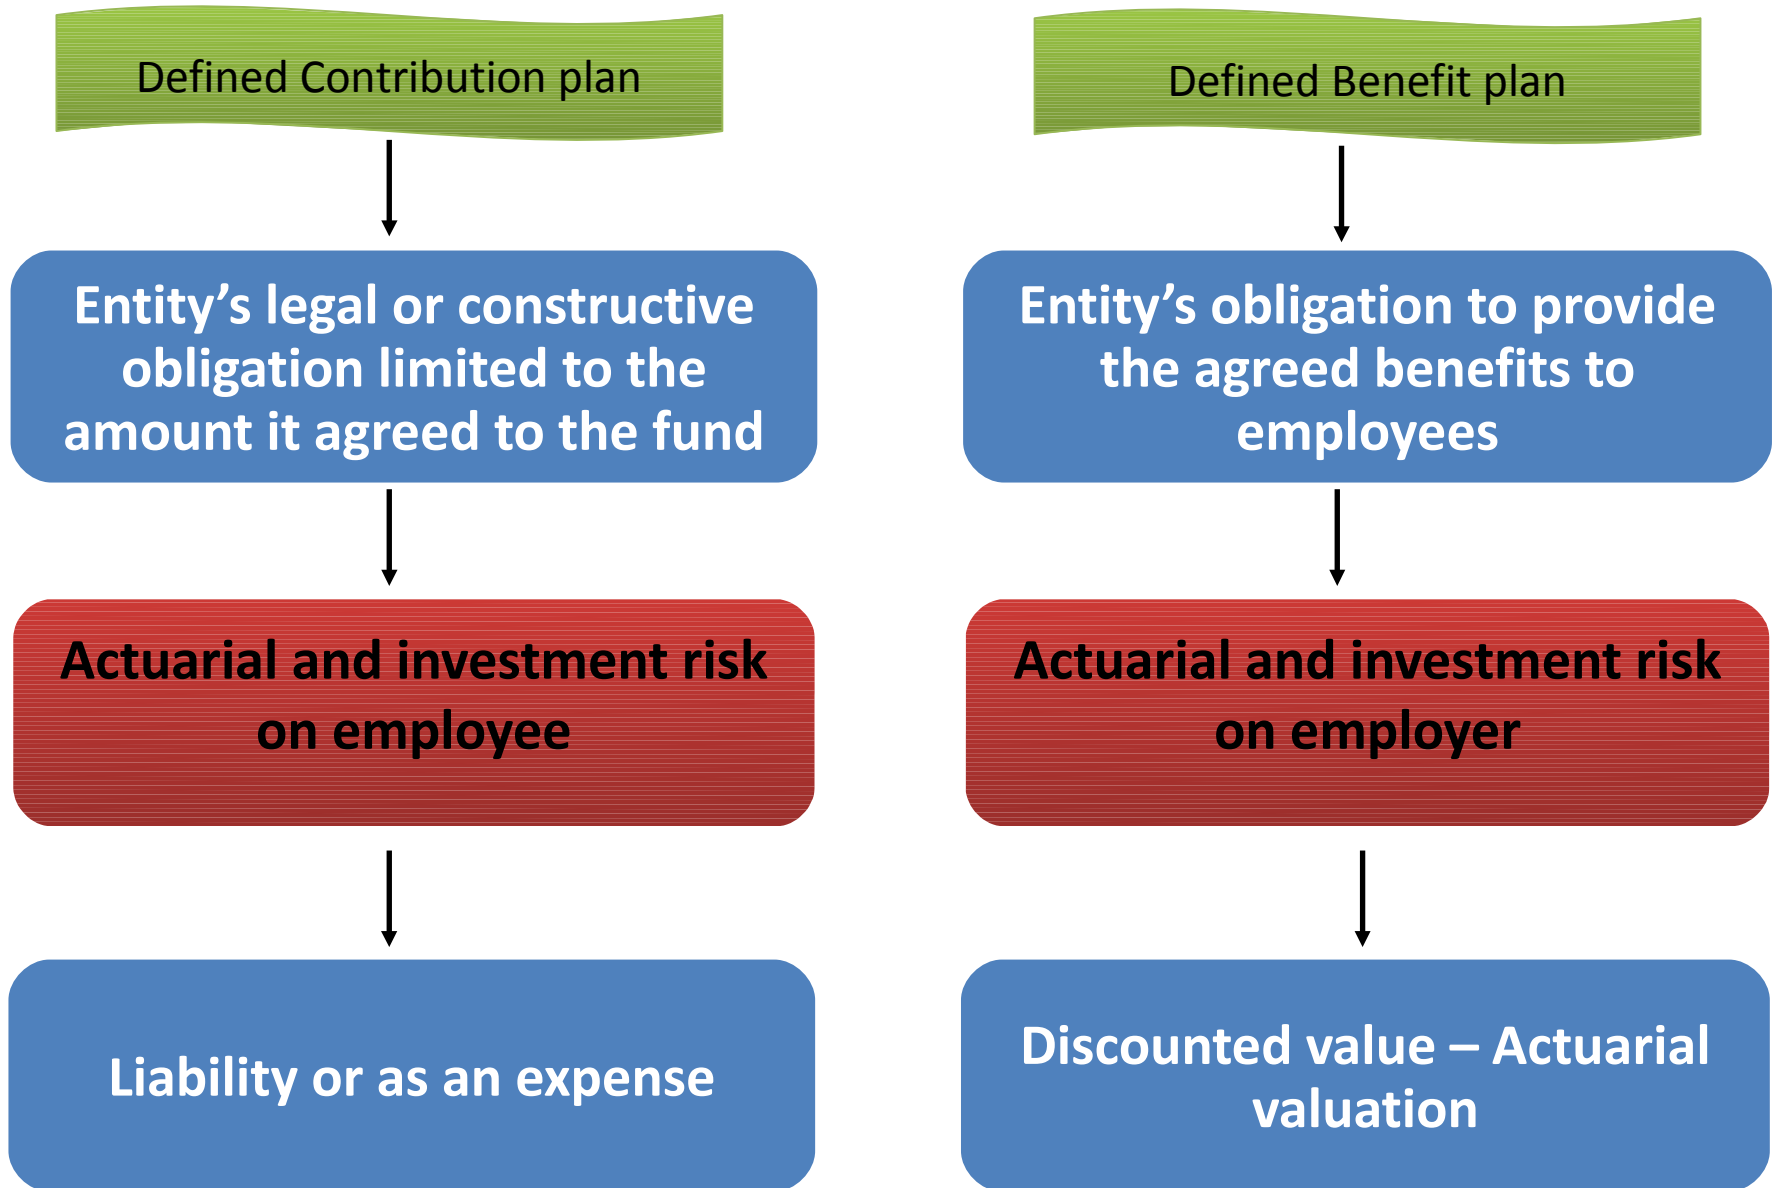 Defined Contribution plan
Entity’s legal or constructive
obligation limited to the
amount it agreed to the fund
Actuarial and investment risk
on employee
Liability or as an expense
Defined Benefit plan
Entity’s obligation to provide
the agreed benefits to
employees
Actuarial and investment risk
on employer
Discounted value – Actuarial
valuation